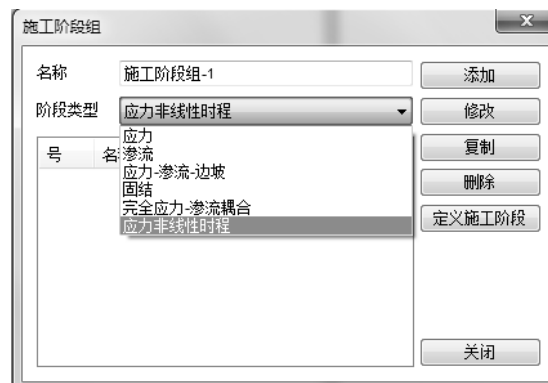 施工阶段组
名称 施工阶段组-1 添加
阶段类型 应力非线性时程 修改
应力
号 名 渗流 复制
应力-渗流-边坡
固结 删除
完全应力-渗流耦合
应力非线性时程 定义施工阶段
关闭